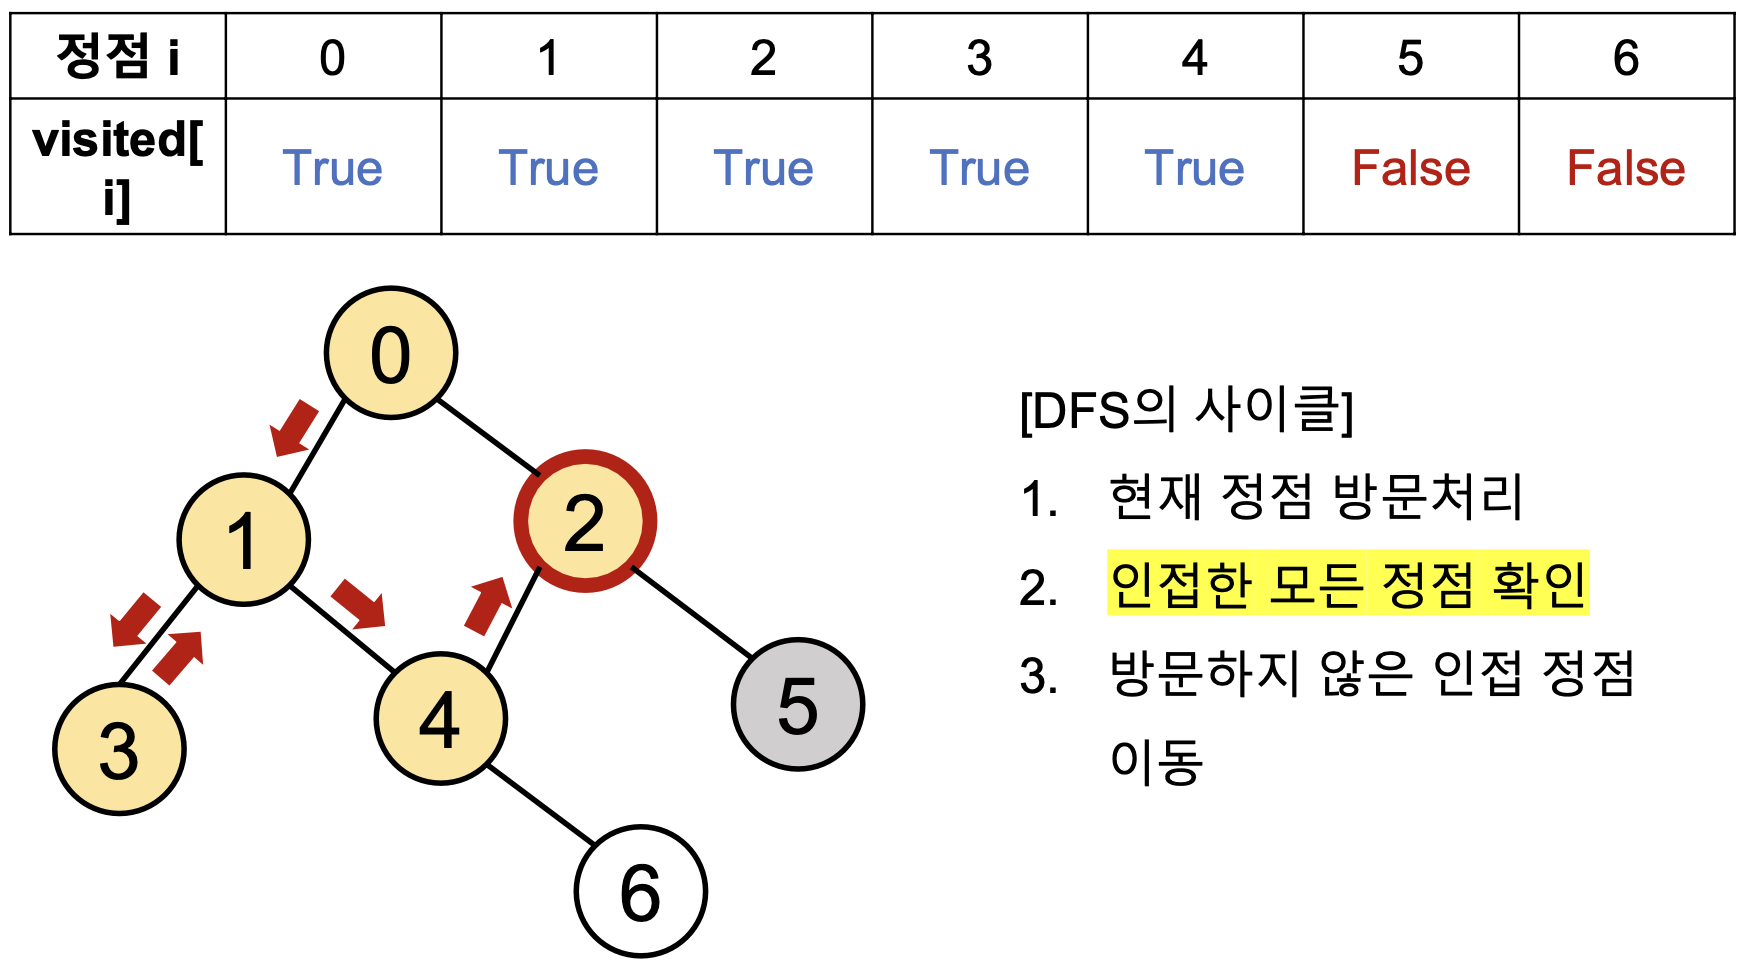 정점 i 0 1 2 3 4 5 6
visited[
i] True True True True True False False
0
1
2
3
4
5
6
[DFS의 사이클]
1. 현재 정점 방문처리
2. 인접한 모든 정점 확인
3. 방문하지 않은 인접 정점
이동